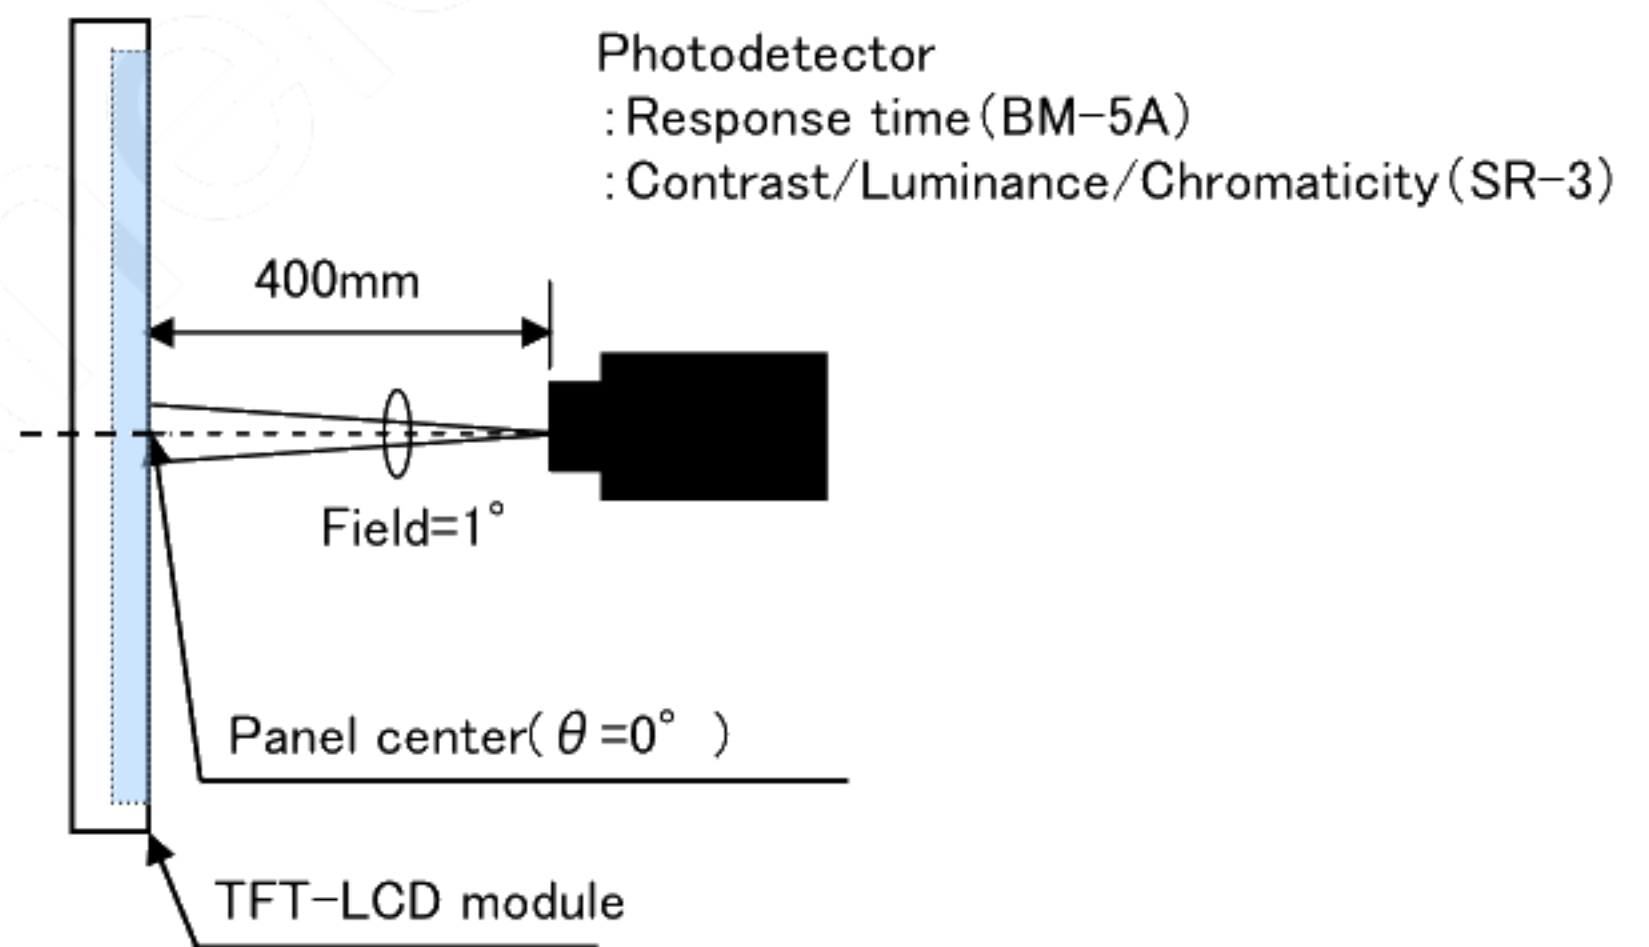 Photodetector
:Response time(BM-5A)
:Contrast/Luminance/Chromaticity(SR-3)
400mm
Field=1°
Panel center( θ =0° )
TFT-LCD module